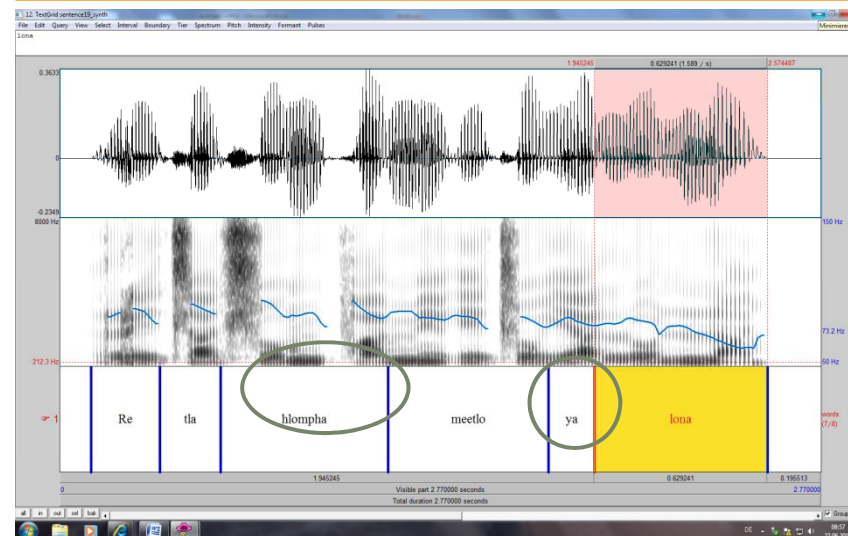 12. TextGrid sentence19_synth
File Edit Query View Select Interval Boundary Tier Spectrum Pitch Intensity Formant Pulses
Minimieren
lona
1.945245 0.629241 (1.589 / s) 2.574487
0.3633
0
-0.2349
8000 Hz 150 Hz
73.2 Hz
212.3 Hz 50 Hz
1 Re tla hlompha meetlo ya lona words
(7/8)
1.945245 0.629241 0.195513
0 Visible part 2.770000 seconds 2.770000
Total duration 2.770000 seconds
all in out sel bak Group
DE 08:57